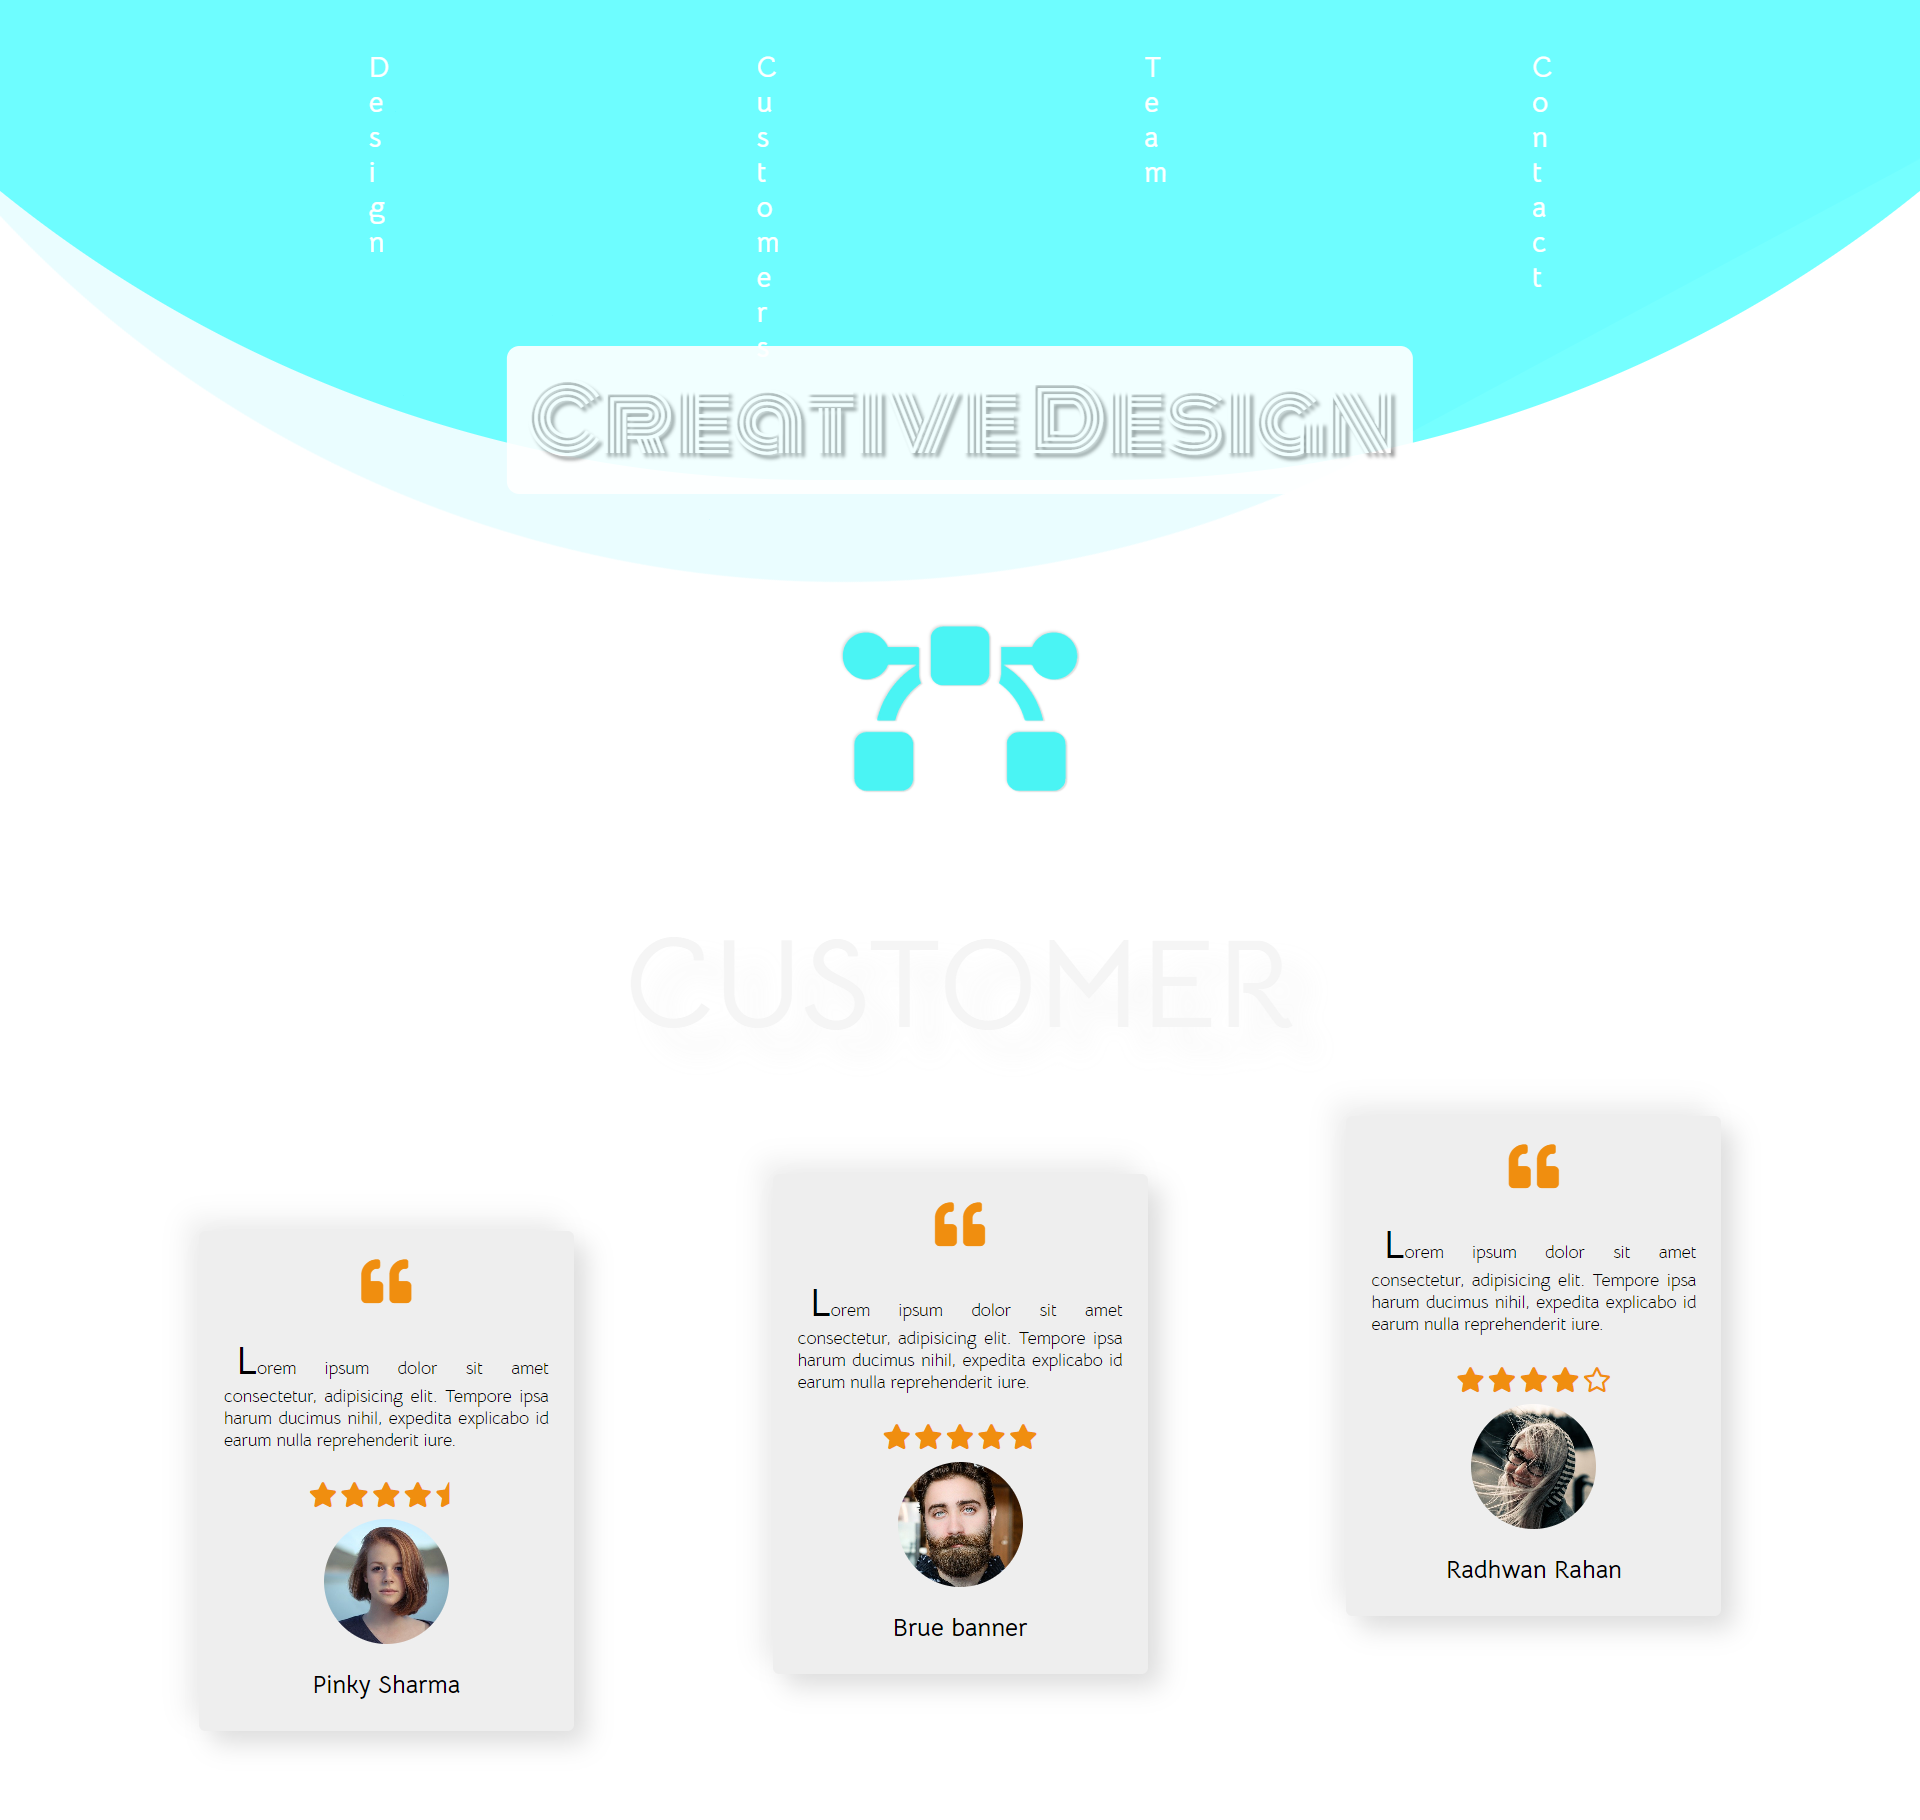 Design
Customers
Team
Contact
Creative Design
CUSTOMER
Lorem ipsum dolor sit amet
consectetur, adipisicing elit. Tempore ipsa
harum ducimus nihil, expedita explicabo id
earum nulla reprehenderit iure.
Pinky Sharma
Lorem ipsum dolor sit amet
consectetur, adipisicing elit. Tempore ipsa
harum ducimus nihil, expedita explicabo id
earum nulla reprehenderit iure.
Brue banner
Lorem ipsum dolor sit amet
consectetur, adipisicing elit. Tempore ipsa
harum ducimus nihil, expedita explicabo id
earum nulla reprehenderit iure.
Radhwan Rahan